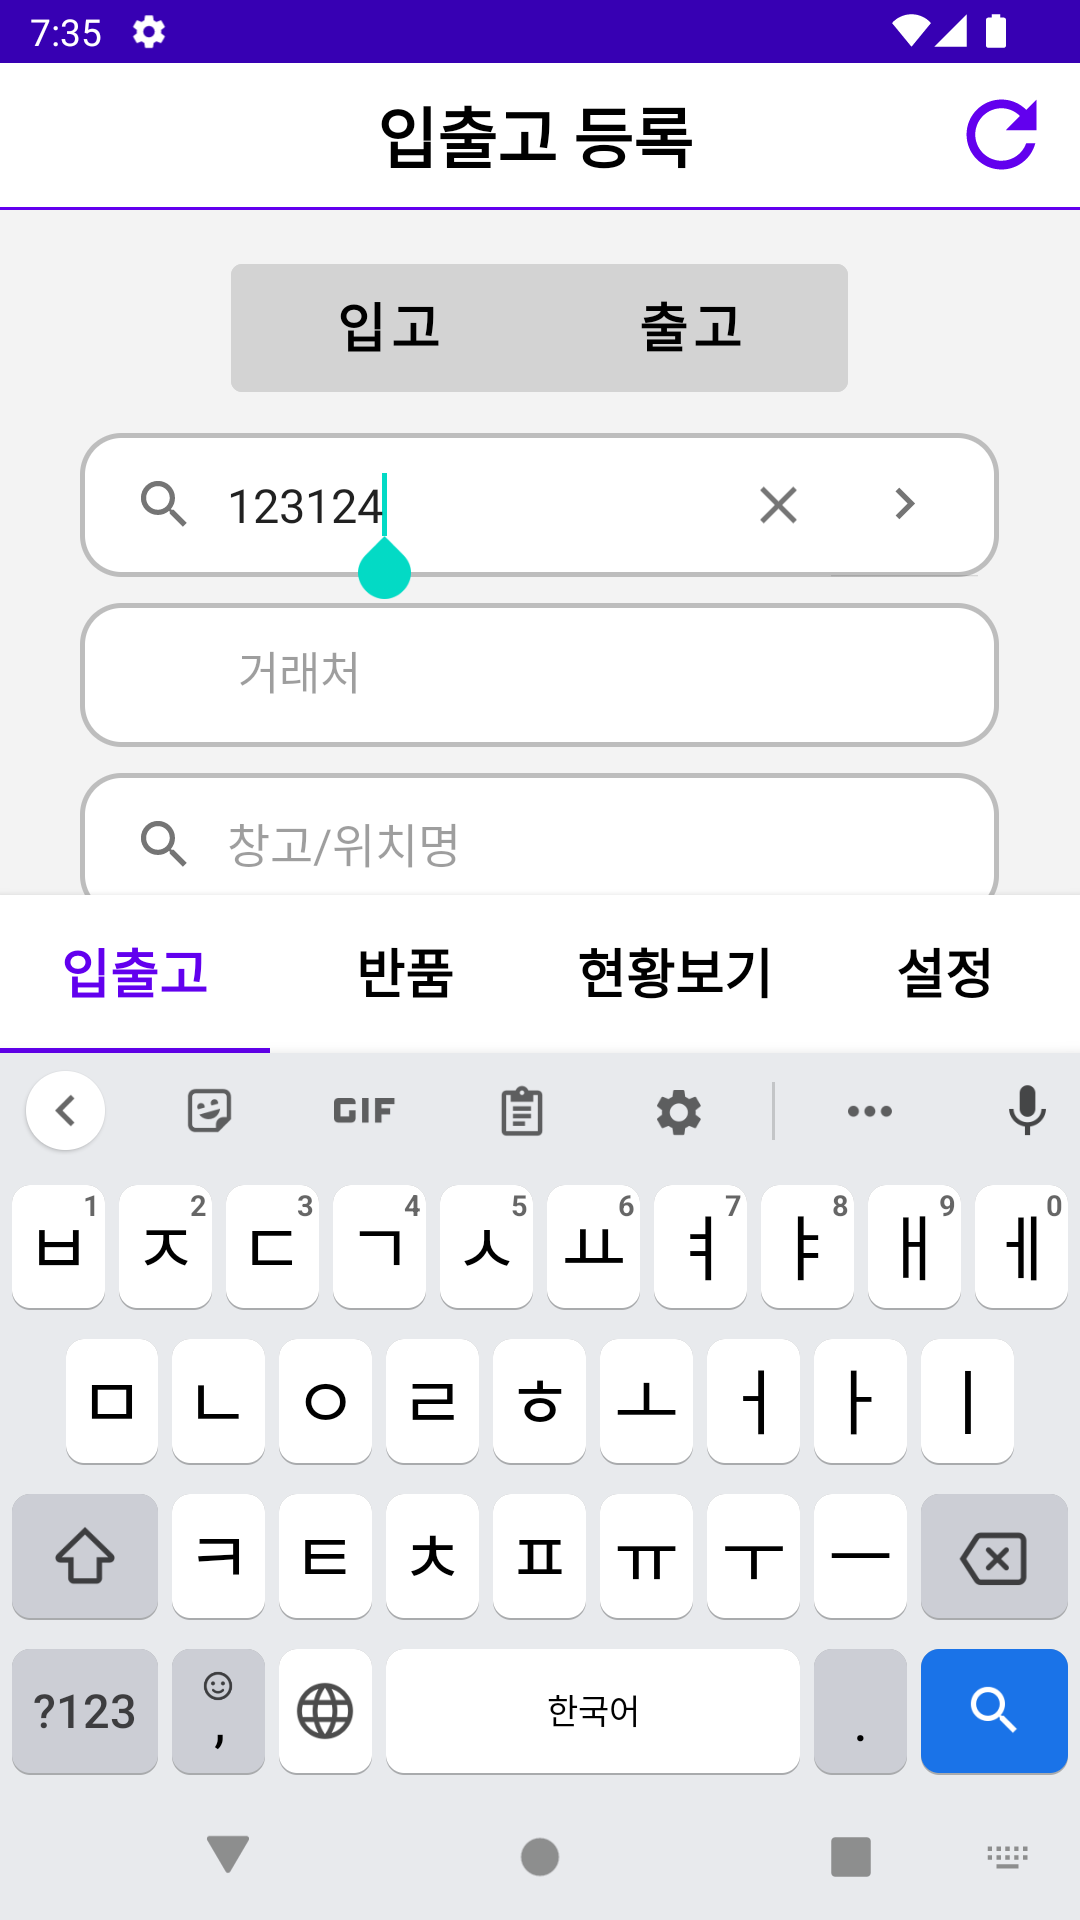 7:35
입출고 등록
입고 출고
123124
거래처
창고/위치명
입출고 반품 현황보기 설정
GIF
1 2 3 4 5 6 7 8 9 0
ㅂ ㅈ ㄷ ㄱ ㅅ ㅛ ㅕ ㅑ ㅐ ㅔ
ㅁ ㄴ ㅇ ㄹ ㅎ ㅗ ㅓ ㅏ ㅣ
ㅋ ㅌ ㅊ ㅍ ㅠ ㅜ ㅡ
?123 , 한국어 .